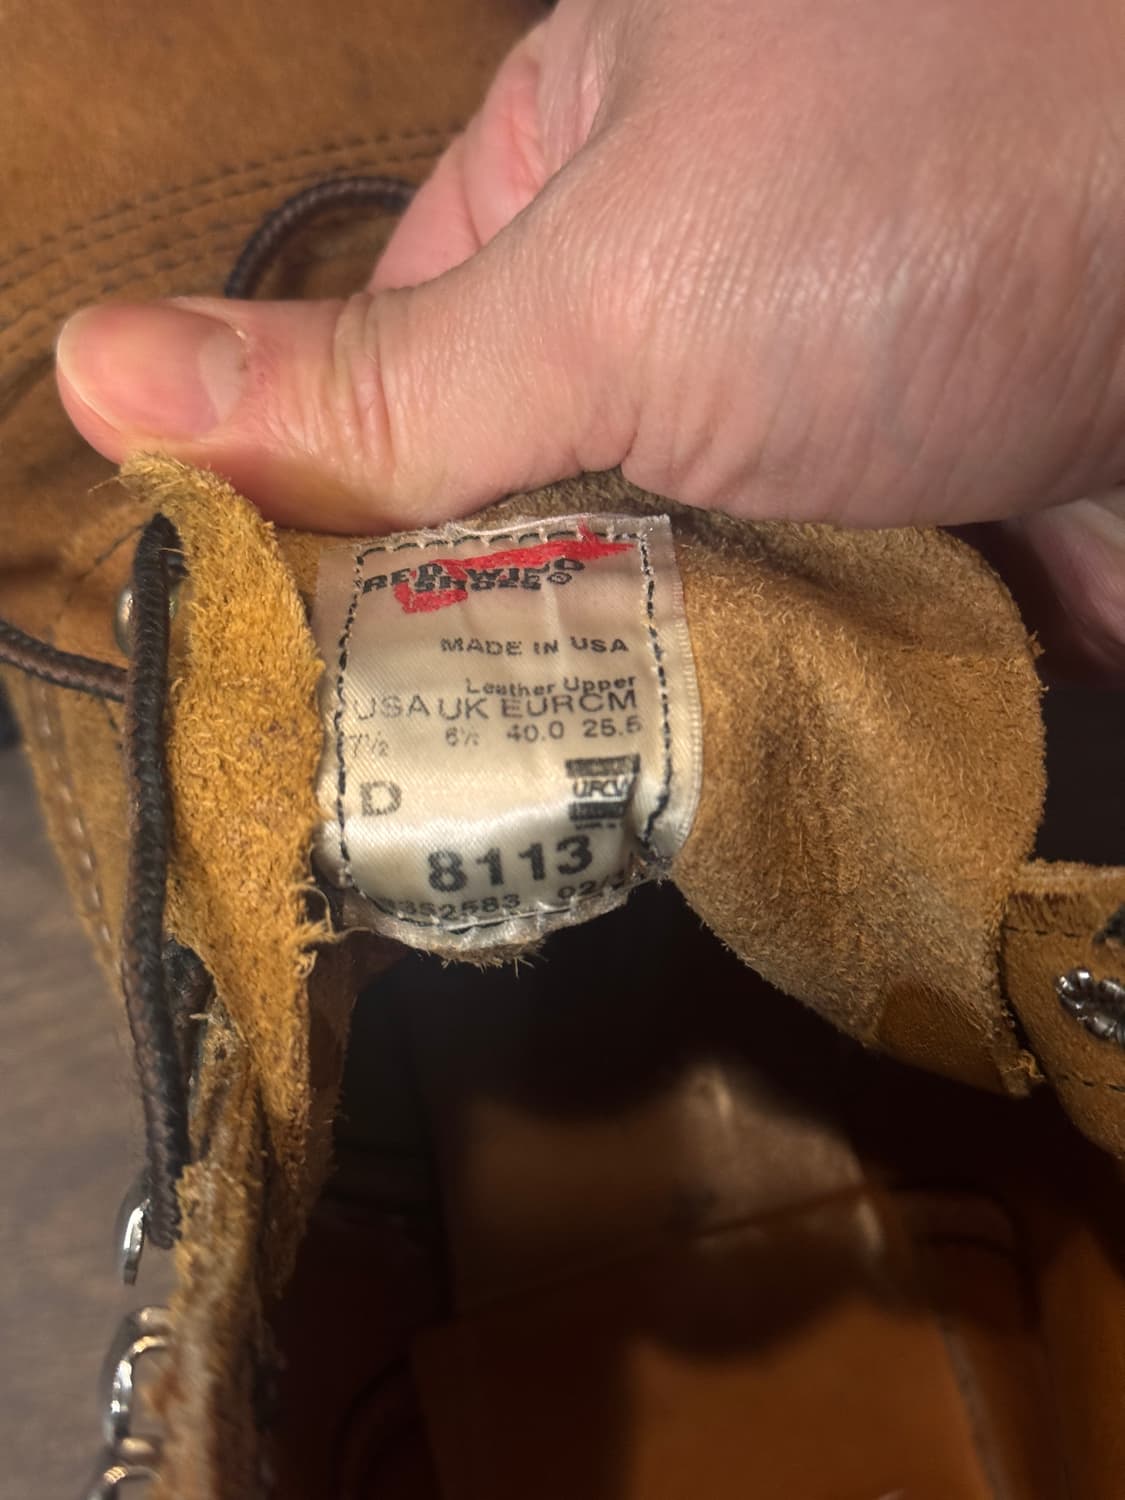 RED WING
SHOES®
MADE IN USA
Leather Upper
USA UK EUR CM
7½ 6½ 40.0 25.5
D
UFCW
8113